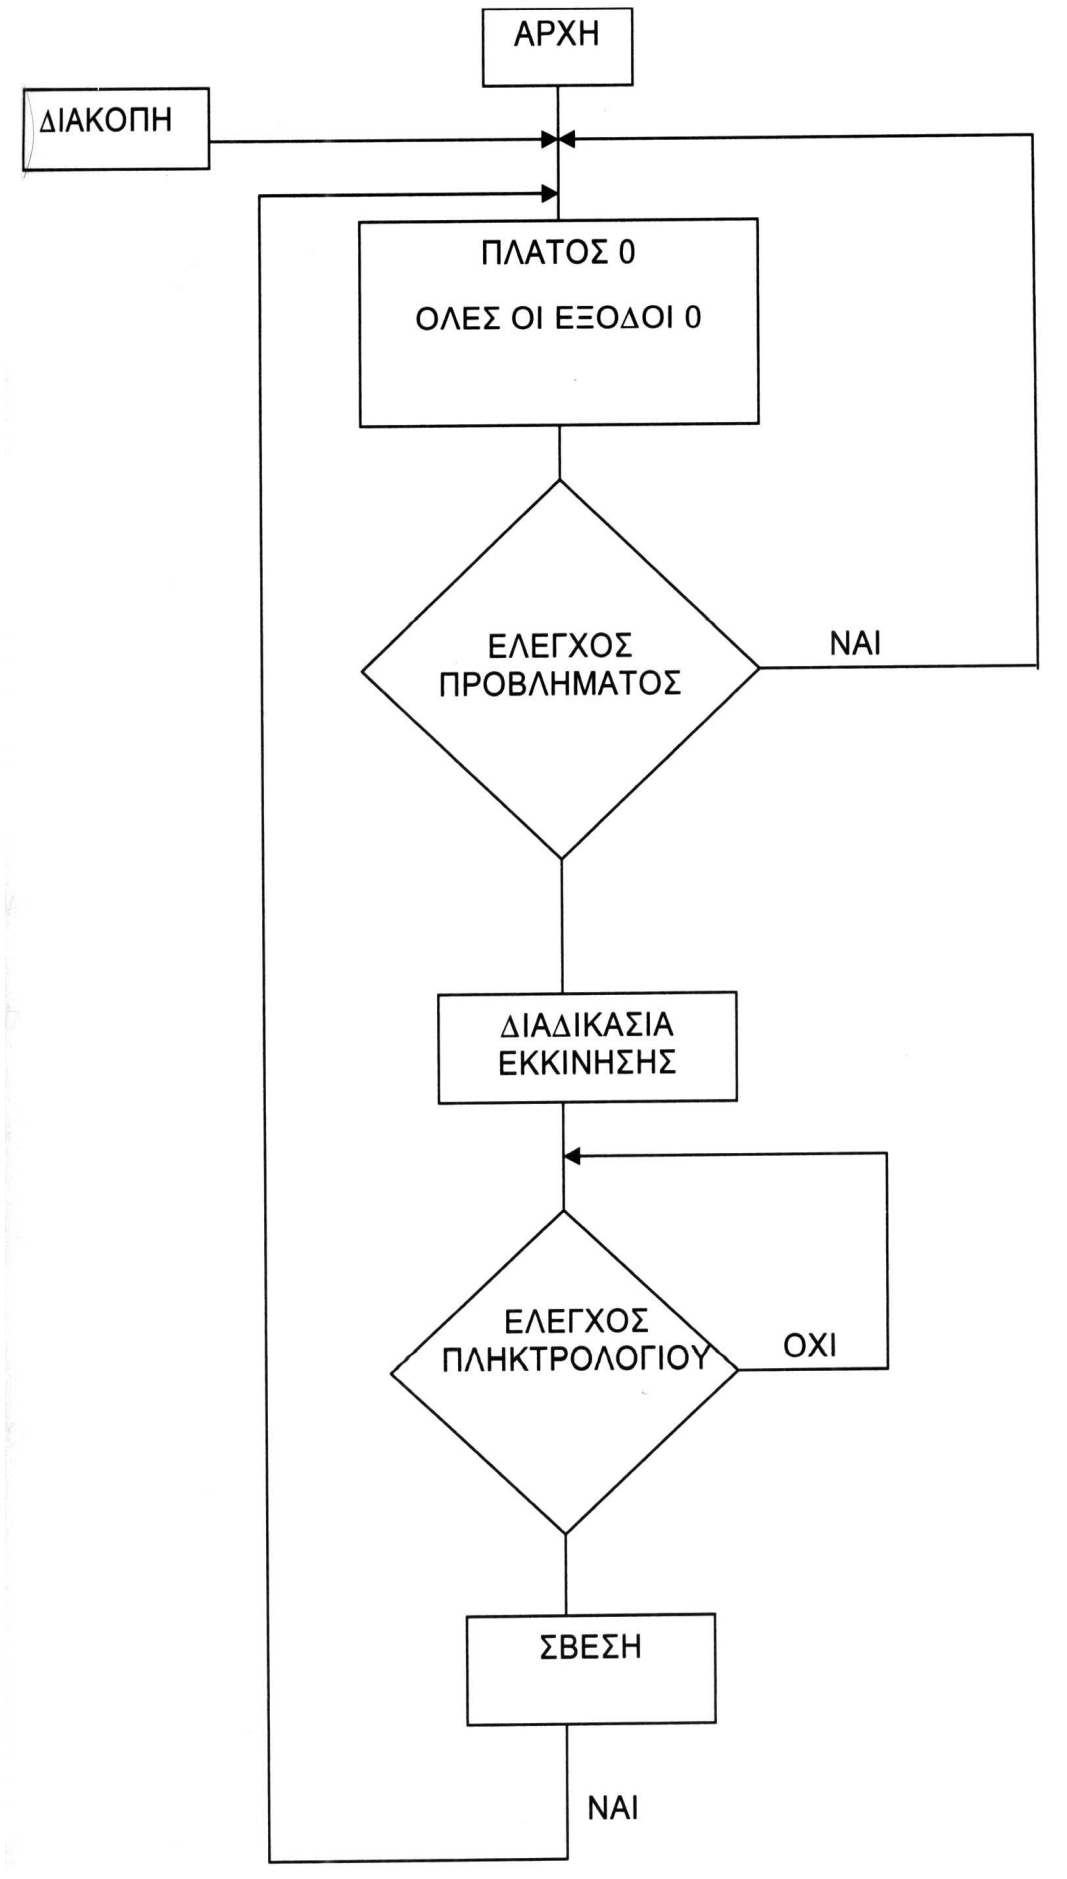 ΑΡΧΗ
ΔΙΑΚΟΠΗ
ΠΛΑΤΟΣ 0
ΟΛΕΣ ΟΙ ΕΞΟΔΟΙ 0
ΕΛΕΓΧΟΣ
ΠΡΟΒΛΗΜΑΤΟΣ
ΝΑΙ
ΔΙΑΔΙΚΑΣΙΑ
ΕΚΚΙΝΗΣΗΣ
ΕΛΕΓΧΟΣ
ΠΛΗΚΤΡΟΛΟΓΙΟΥ
ΟΧΙ
ΣΒΕΣΗ
ΝΑΙ